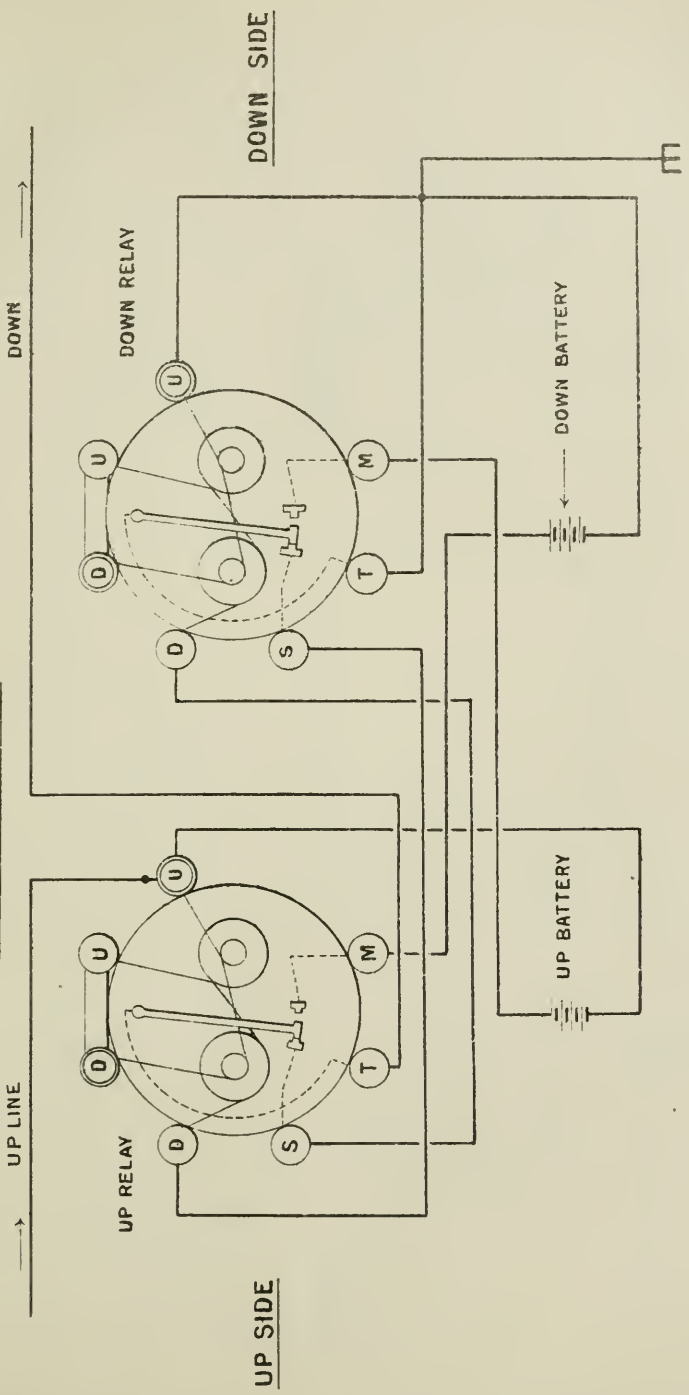 UP LINE
DOWN
UP RELAY
DOWN RELAY
D U
D U
D U
D U
S T M
S T M
UP SIDE
DOWN SIDE
UP BATTERY
DOWN BATTERY
E